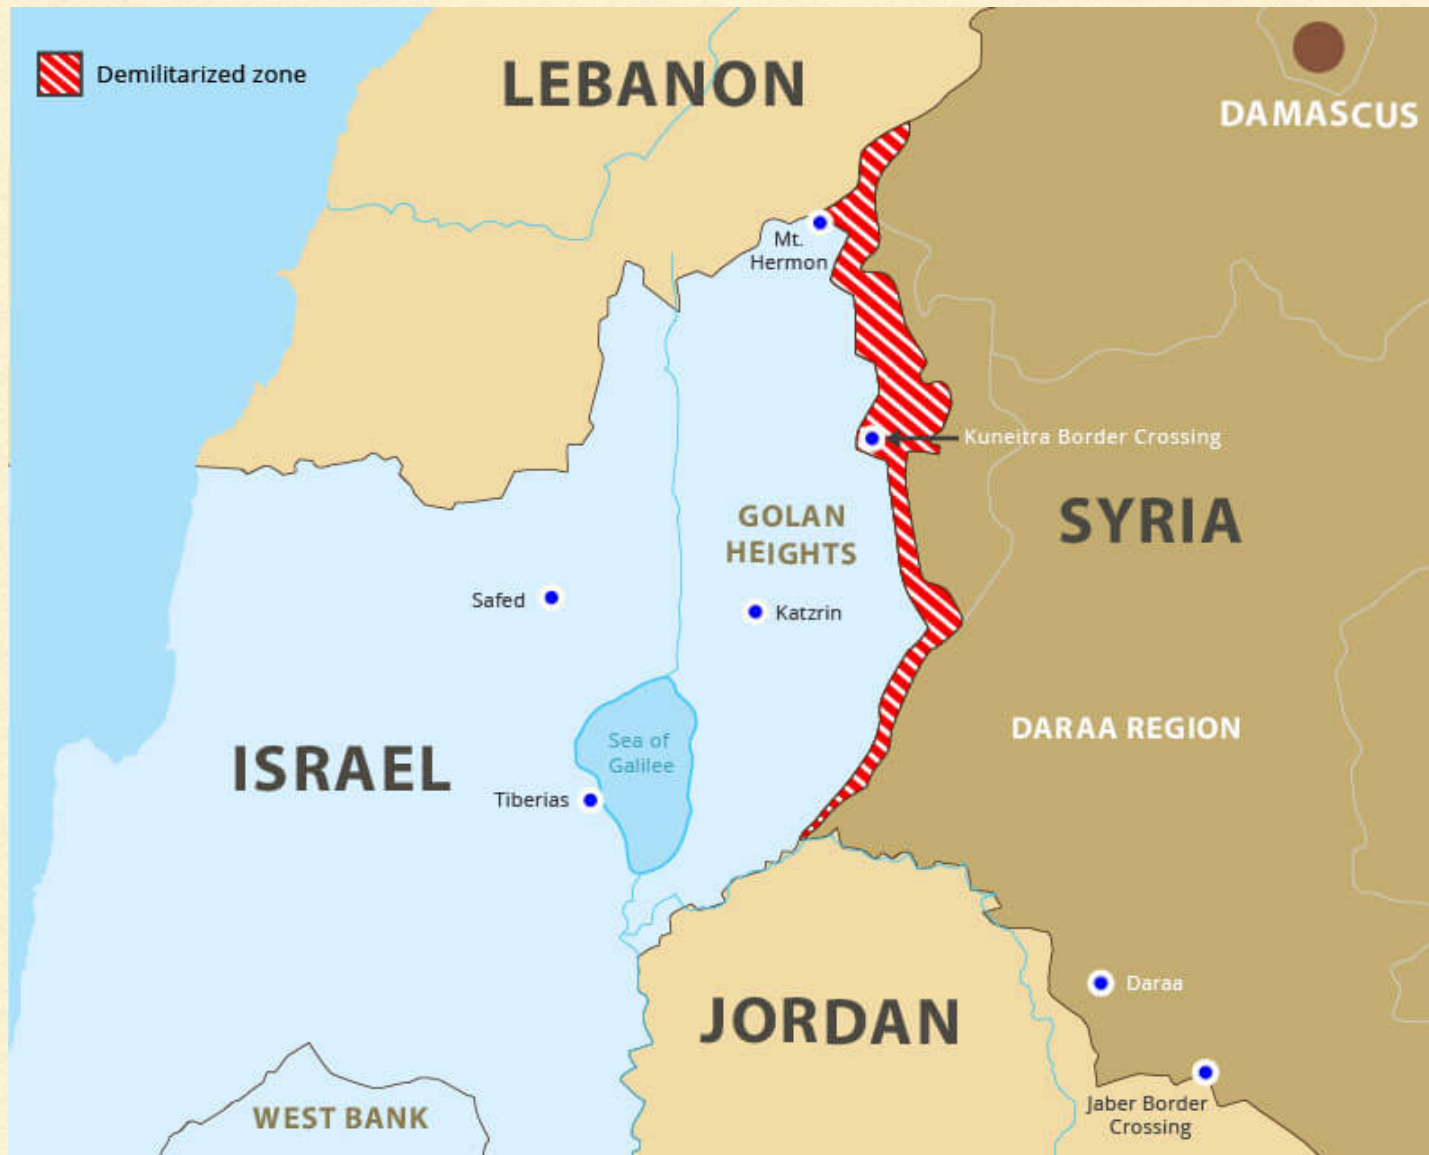 Demilitarized zone
LEBANON
DAMASCUS
Mt.
Hermon
Kuneitra Border Crossing
GOLAN
HEIGHTS
SYRIA
Safed
Katzrin
DARAA REGION
Sea of
Galilee
ISRAEL
Tiberias
Daraa
JORDAN
Jaber Border
Crossing
WEST BANK